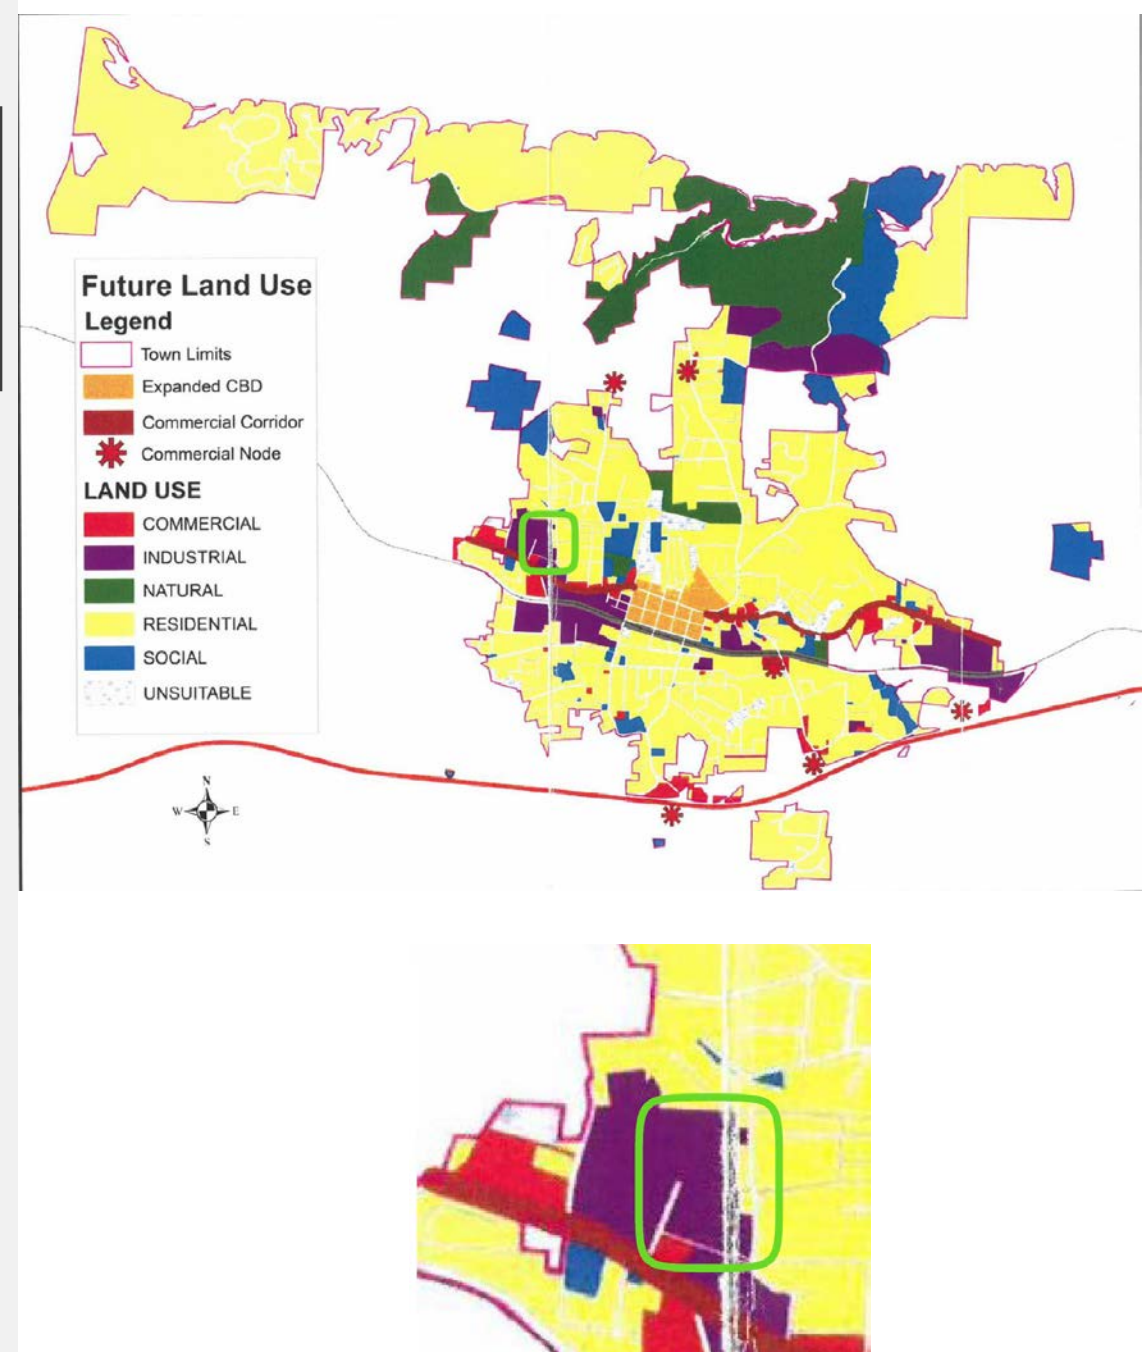 Future Land Use
Legend
Town Limits
Expanded CBD
Commercial Corridor
Commercial Node
LAND USE
COMMERCIAL
INDUSTRIAL
NATURAL
RESIDENTIAL
SOCIAL
UNSUITABLE
N
W E
S